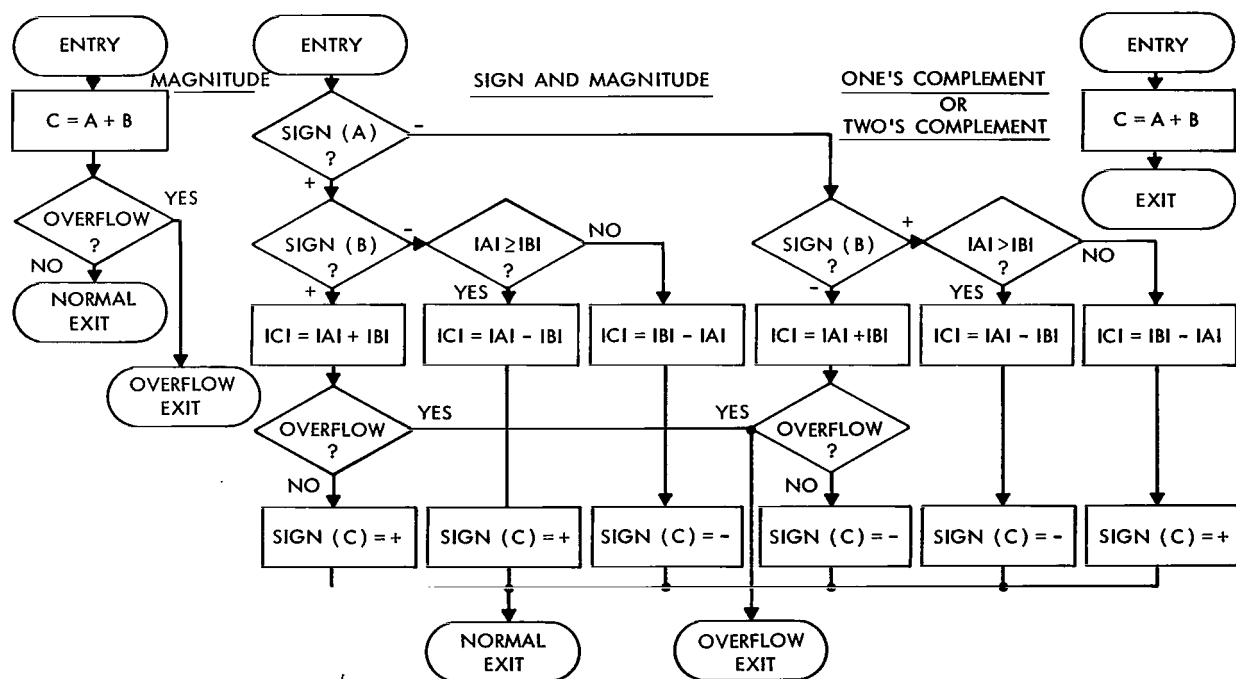 ENTRY
MAGNITUDE
C = A + B
OVERFLOW
?
YES
NO
NORMAL
EXIT
OVERFLOW
EXIT
SIGN AND MAGNITUDE
ENTRY
SIGN (A)
?
-
+
SIGN (B)
?
-
+
|A| ≥ |B|
?
NO
YES
|C| = |A| + |B|
|C| = |A| - |B|
|C| = |B| - |A|
OVERFLOW
?
YES
NO
SIGN (C) = +
SIGN (C) = +
SIGN (C) = -
SIGN (B)
?
+
-
|A| > |B|
?
NO
YES
|C| = |A| + |B|
|C| = |A| - |B|
|C| = |B| - |A|
YES
OVERFLOW
?
NO
SIGN (C) = -
SIGN (C) = -
SIGN (C) = +
NORMAL
EXIT
OVERFLOW
EXIT
ONE'S COMPLEMENT
OR
TWO'S COMPLEMENT
ENTRY
C = A + B
EXIT